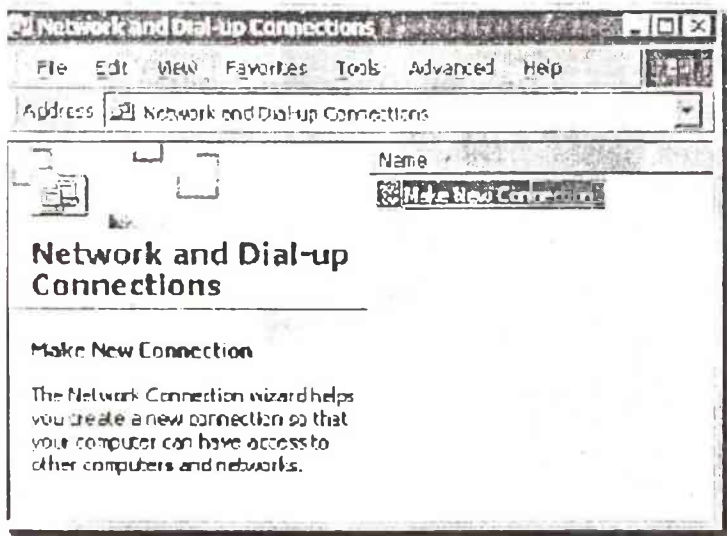 Network and Dial-up Connections
File Edit View Favorites Tools Advanced Help
Address Network and Dial-up Connections
Name
Make New Connection
Network and Dial-up
Connections
Make New Connection
The Network Connection wizard helps
you create a new connection so that
your computer can have access to
other computers and networks.